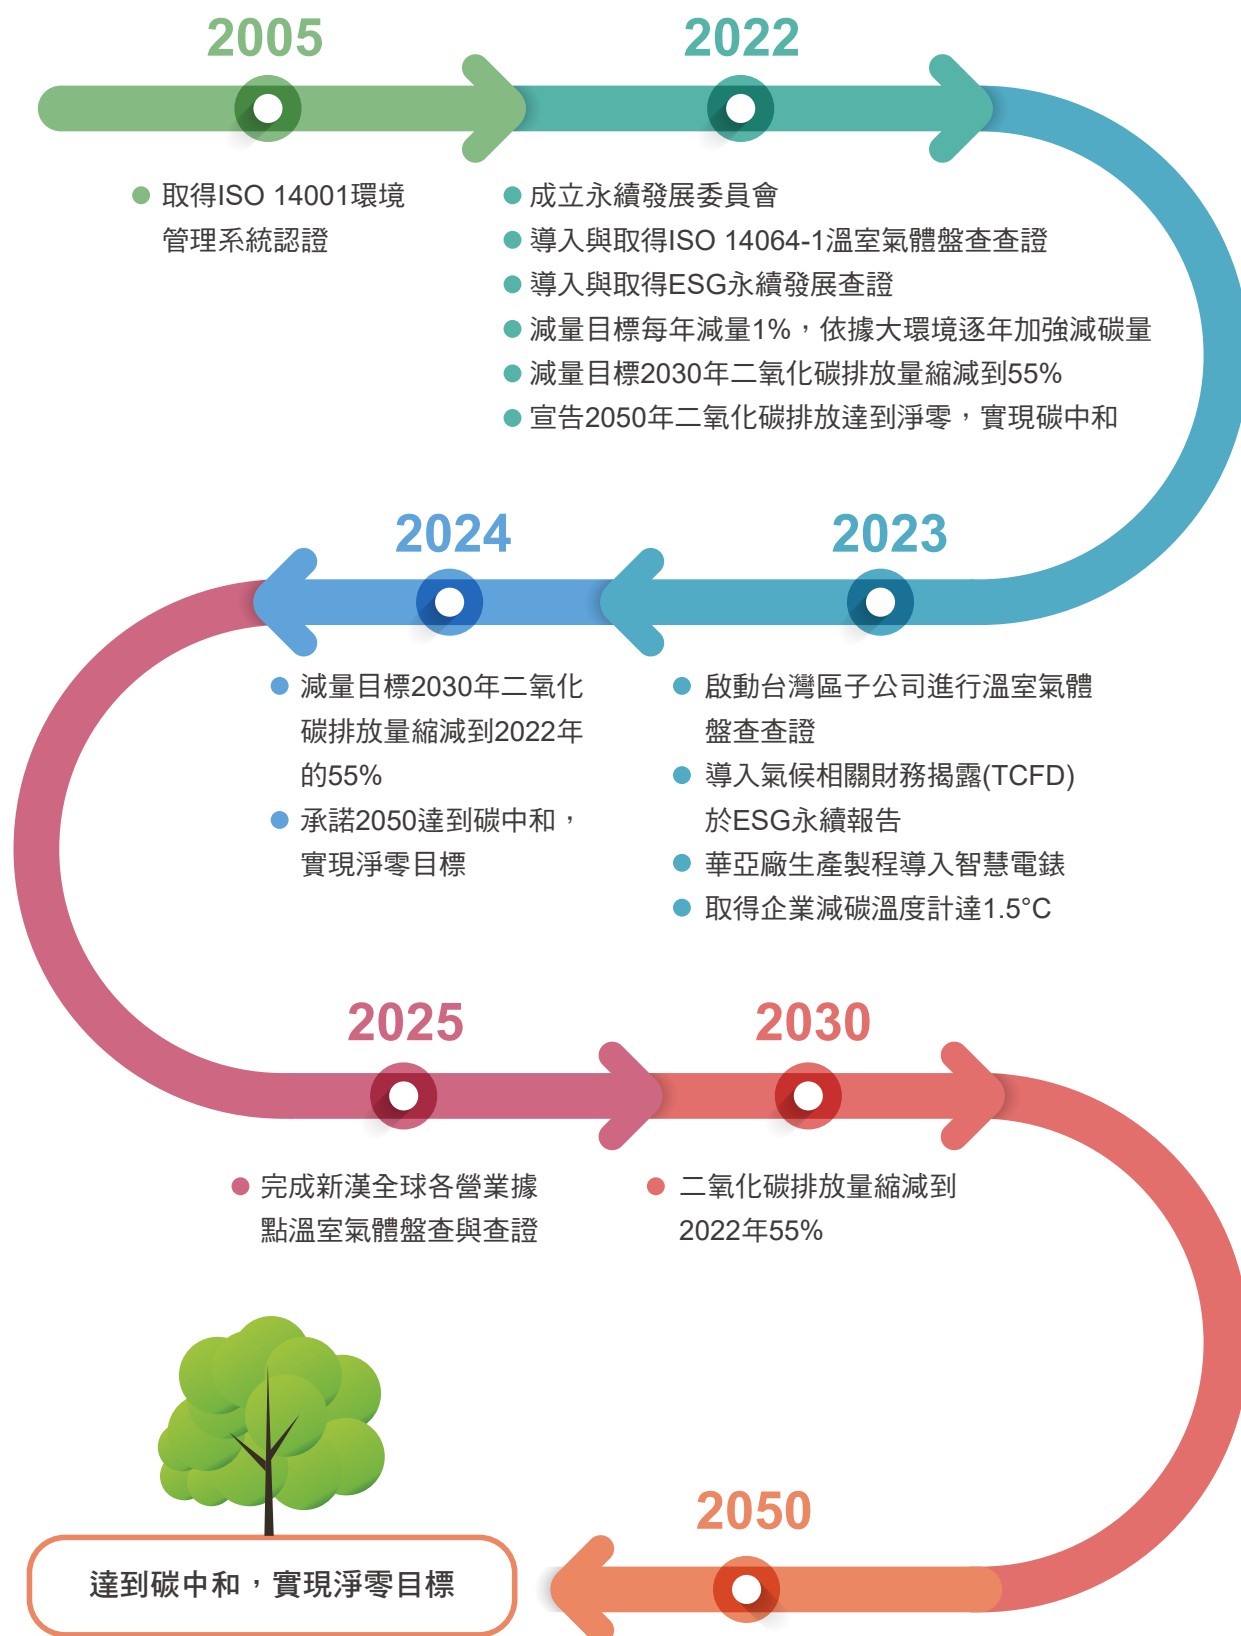 2005
取得ISO 14001環境
管理系統認證
2022
成立永續發展委員會
導入與取得ISO 14064-1溫室氣體盤查查證
導入與取得ESG永續發展查證
減量目標每年減量1%，依據大環境逐年加強減碳量
減量目標2030年二氧化碳排放量縮減到55%
宣告2050年二氧化碳排放達到淨零，實現碳中和
2023
啟動台灣區子公司進行溫室氣體
盤查查證
導入氣候相關財務揭露(TCFD)
於ESG永續報告
華亞廠生產製程導入智慧電錶
取得企業減碳溫度計達1.5°C
2024
減量目標2030年二氧化
碳排放量縮減到2022年
的55%
承諾2050達到碳中和，
實現淨零目標
2025
完成新漢全球各營業據
點溫室氣體盤查與查證
2030
二氧化碳排放量縮減到
2022年55%
2050
達到碳中和，實現淨零目標